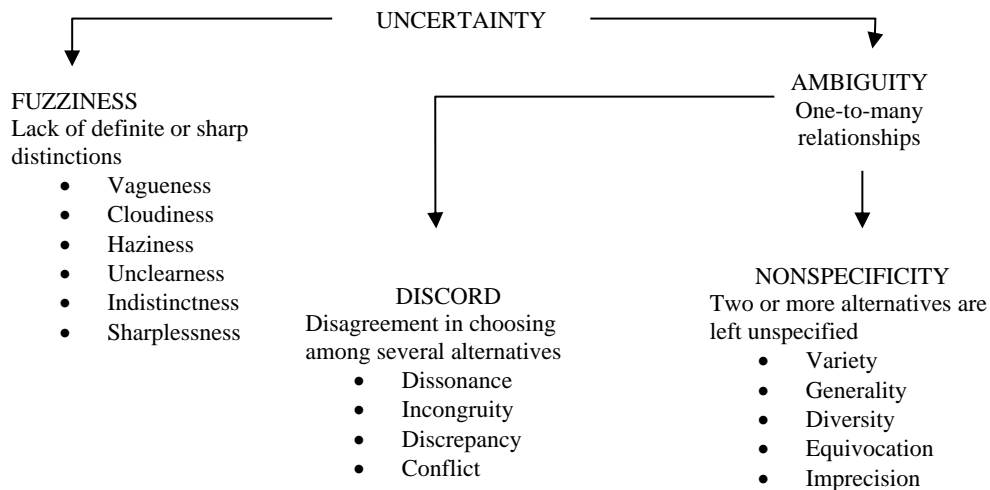 UNCERTAINTY
FUZZINESS
Lack of definite or sharp
distinctions
• Vagueness
• Cloudiness
• Haziness
• Unclearness
• Indistinctness
• Sharplessness
AMBIGUITY
One-to-many
relationships
DISCORD
Disagreement in choosing
among several alternatives
• Dissonance
• Incongruity
• Discrepancy
• Conflict
NONSPECIFICITY
Two or more alternatives are
left unspecified
• Variety
• Generality
• Diversity
• Equivocation
• Imprecision